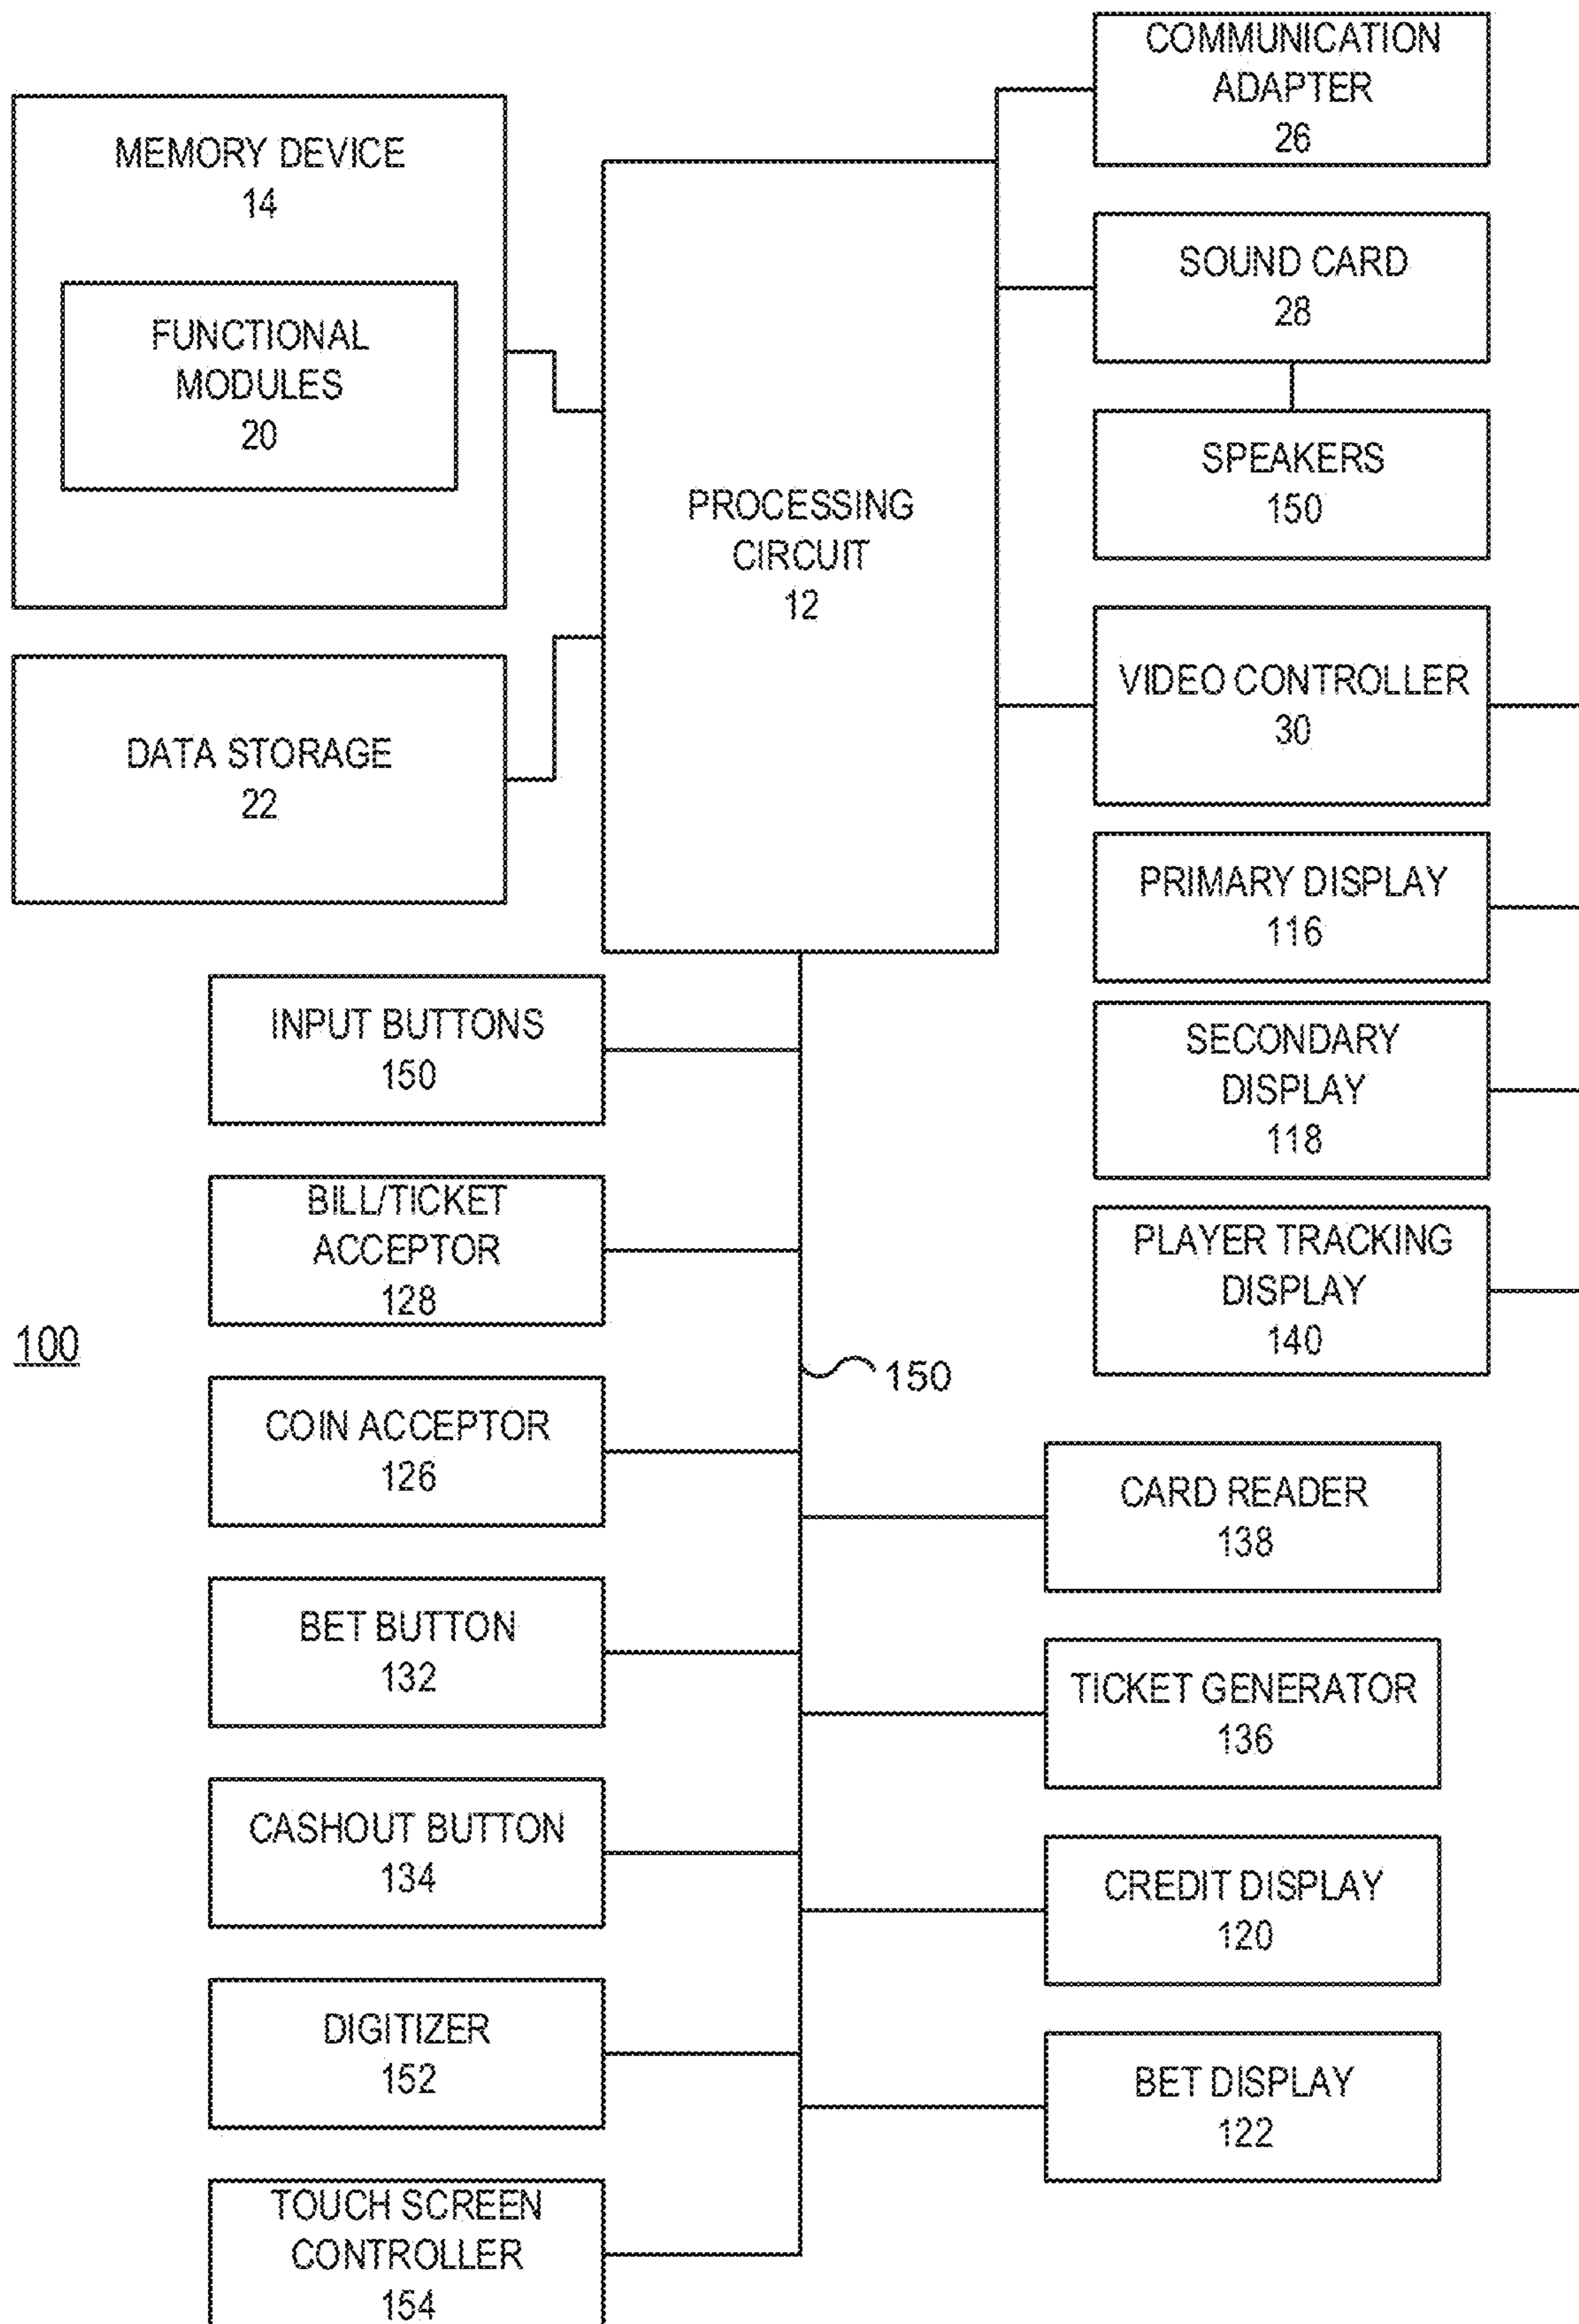 COMMUNICATION
ADAPTER
26
MEMORY DEVICE
14
FUNCTIONAL
MODULES
20
SOUND CARD
28
SPEAKERS
150
PROCESSING
CIRCUIT
12
VIDEO CONTROLLER
30
DATA STORAGE
22
PRIMARY DISPLAY
116
SECONDARY
DISPLAY
118
PLAYER TRACKING
DISPLAY
140
INPUT BUTTONS
150
BILL/TICKET
ACCEPTOR
128
100
150
COIN ACCEPTOR
126
BET BUTTON
132
CASHOUT BUTTON
134
DIGITIZER
152
TOUCH SCREEN
CONTROLLER
154
CARD READER
138
TICKET GENERATOR
136
CREDIT DISPLAY
120
BET DISPLAY
122